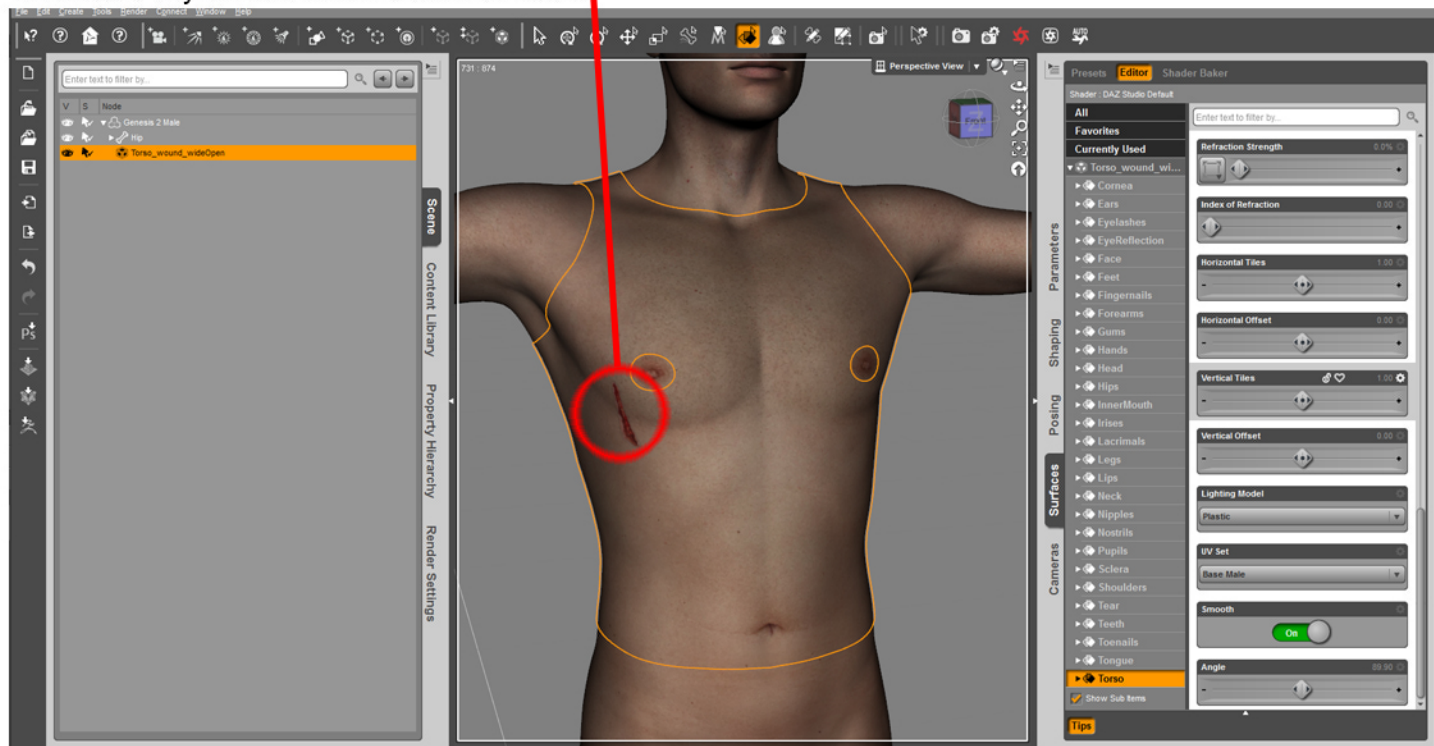 File Edit Create Tools Render Connect Window Help
AUTO
Enter text to filter by...
V S Node
Genesis 2 Male
Hip
Torso_wound_wideOpen
Scene
Content Library
Property Hierarchy
Render Settings
731 : 874
Perspective View
Front
Z
Parameters
Shaping
Posing
Surfaces
Cameras
Presets Editor Shader Baker
Shader : DAZ Studio Default
All
Favorites
Currently Used
Torso_wound_wi...
Cornea
Ears
Eyelashes
EyeReflection
Face
Feet
Fingernails
Forearms
Gums
Hands
Head
Hips
InnerMouth
Irises
Lacrimals
Legs
Lips
Neck
Nipples
Nostrils
Pupils
Sclera
Shoulders
Tear
Teeth
Toenails
Tongue
Torso
Show Sub Items
Tips
Enter text to filter by...
Refraction Strength 0.0%
Index of Refraction 0.00
Horizontal Tiles 1.00
Horizontal Offset 0.00
Vertical Tiles 1.00
Vertical Offset 0.00
Lighting Model
Plastic
UV Set
Base Male
Smooth
On
Angle 89.90